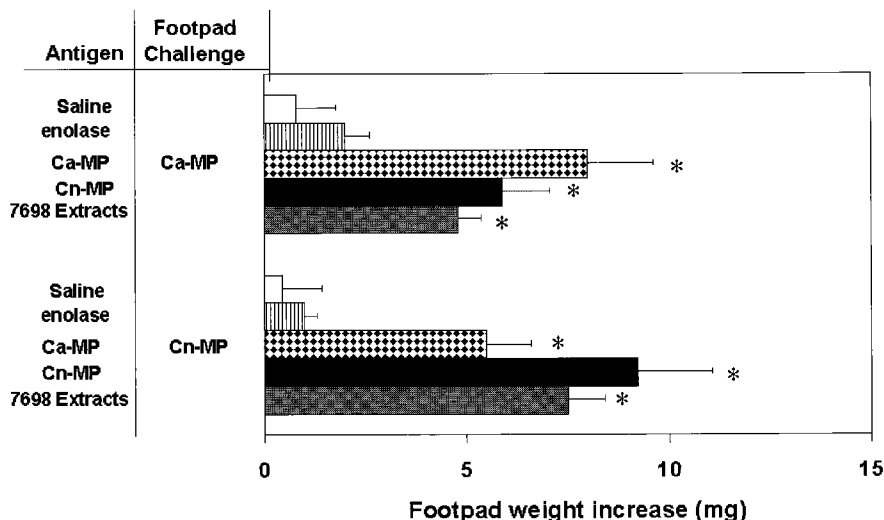 Antigen
Footpad
Challenge
Saline
enolase
Ca-MP
Cn-MP
7698 Extracts
Ca-MP
*
*
*
Saline
enolase
Ca-MP
Cn-MP
7698 Extracts
Cn-MP
*
*
*
0
5
10
15
Footpad weight increase (mg)